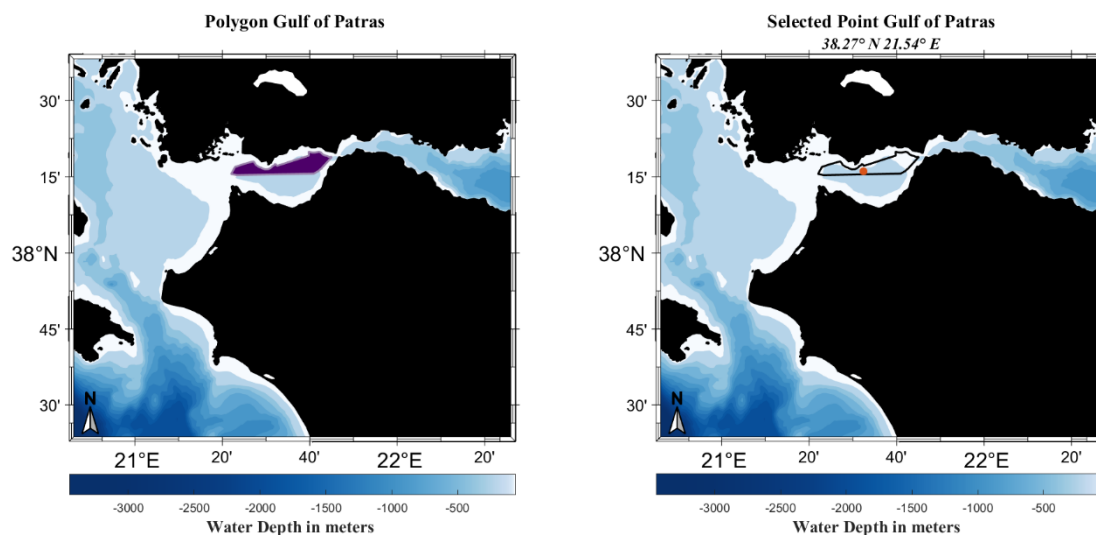 Polygon Gulf of Patras
30'
15'
38°N
45'
30'
N
21°E
20'
40'
22°E
20'
-3000
-2500
-2000
-1500
-1000
-500
Water Depth in meters
Selected Point Gulf of Patras
38.27° N 21.54° E
30'
15'
38°N
45'
30'
N
21°E
20'
40'
22°E
20'
-3000
-2500
-2000
-1500
-1000
-500
Water Depth in meters